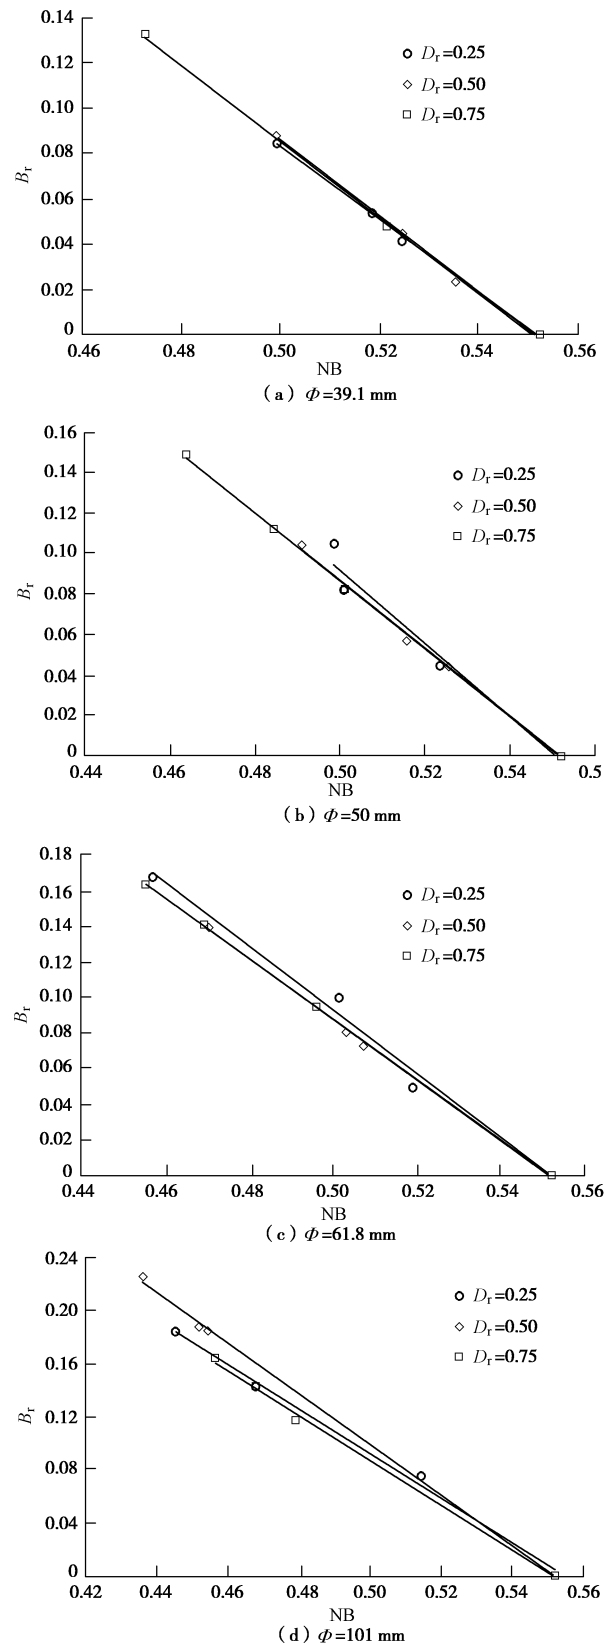 0.14
0.12
0.10
0.08
0.06
0.04
0.02
0
Br
Dr=0.25
Dr=0.50
Dr=0.75
0.46 0.48 0.50 0.52 0.54 0.56
NB
(a) Φ=39.1 mm
0.16
0.14
0.12
0.10
0.08
0.06
0.04
0.02
0
Br
Dr=0.25
Dr=0.50
Dr=0.75
0.44 0.46 0.48 0.50 0.52 0.54 0.5
NB
(b) Φ=50 mm
0.18
0.16
0.14
0.12
0.10
0.08
0.06
0.04
0.02
0
Br
Dr=0.25
Dr=0.50
Dr=0.75
0.44 0.46 0.48 0.50 0.52 0.54 0.56
NB
(c) Φ=61.8 mm
0.24
0.20
0.16
0.12
0.08
0.04
0
Br
Dr=0.25
Dr=0.50
Dr=0.75
0.42 0.44 0.46 0.48 0.50 0.52 0.54 0.56
NB
(d) Φ=101 mm